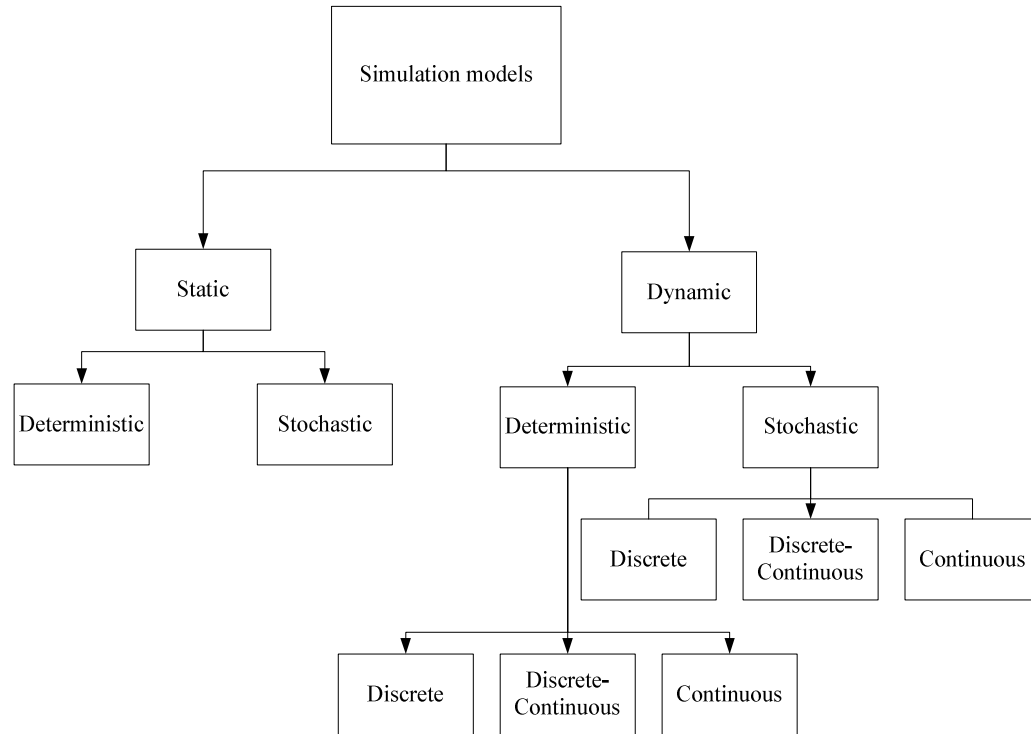 Simulation models
Static
Dynamic
Deterministic
Stochastic
Deterministic
Stochastic
Discrete
Discrete-
Continuous
Continuous
Discrete
Discrete-
Continuous
Continuous